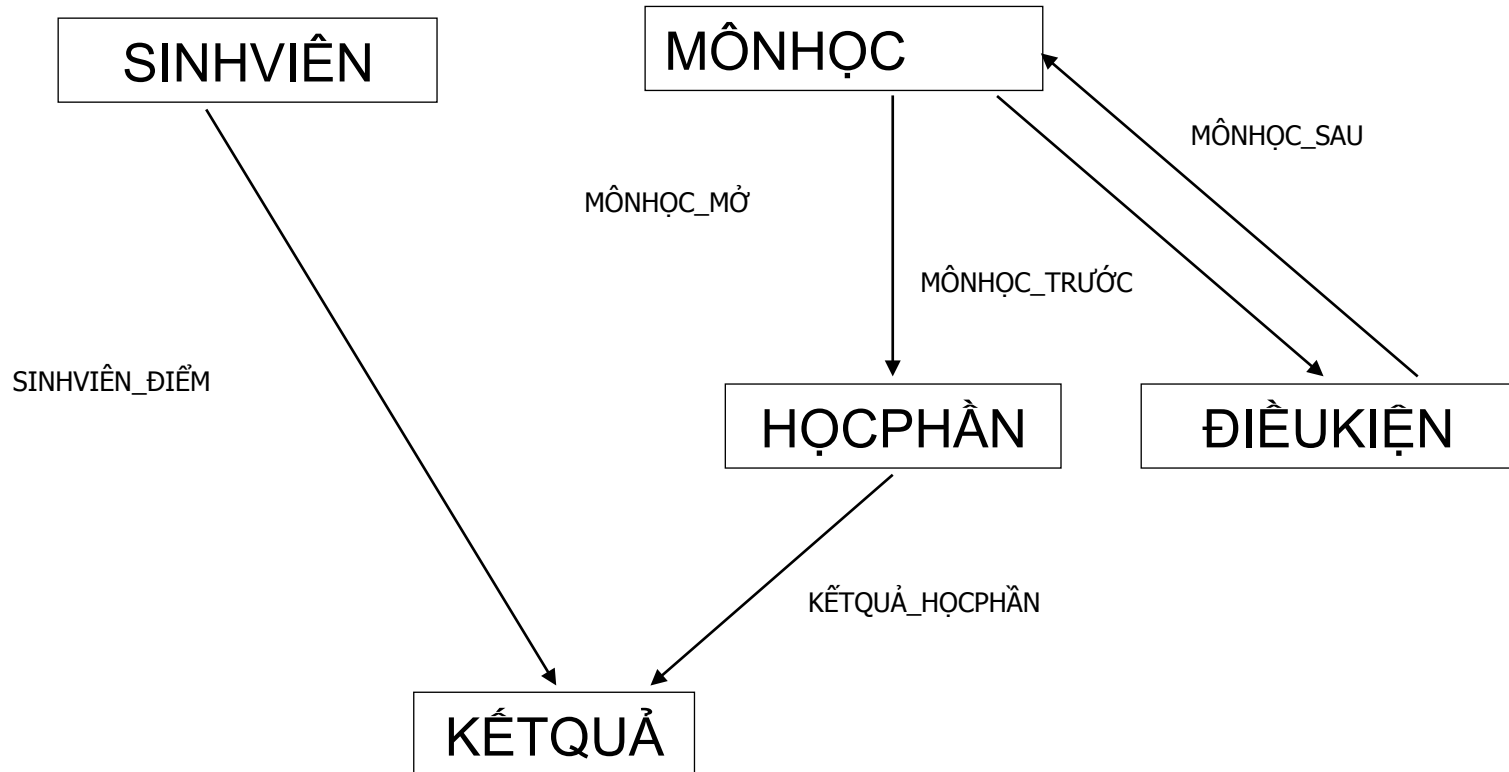 SINHVIÊN
MÔNHỌC
MÔNHỌC_SAU
MÔNHỌC_MỞ
MÔNHỌC_TRƯỚC
SINHVIÊN_ĐIỂM
HỌCPHẦN
ĐIỀUKIỆN
KẾTQUẢ_HỌCPHẦN
KẾTQUẢ